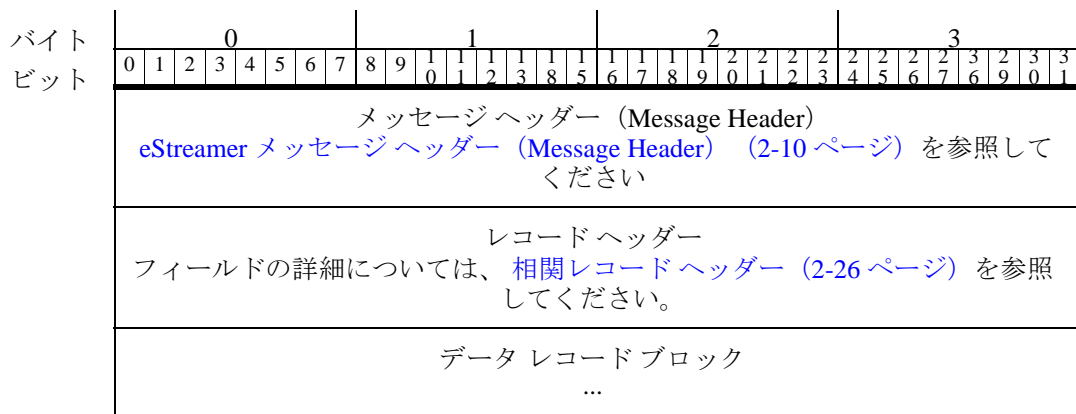 バイト 0 1 2 3
ビット 0 1 2 3 4 5 6 7 8 9 10 11 12 13 18 15 16 17 18 19 20 21 22 23 24 25 26 27 36 29 30 31
メッセージ ヘッダー（Message Header）
eStreamer メッセージ ヘッダー（Message Header）（2-10 ページ）を参照して
ください
レコード ヘッダー
フィールドの詳細については、 相関レコード ヘッダー（2-26 ページ）を参照
してください。
データ レコード ブロック
...